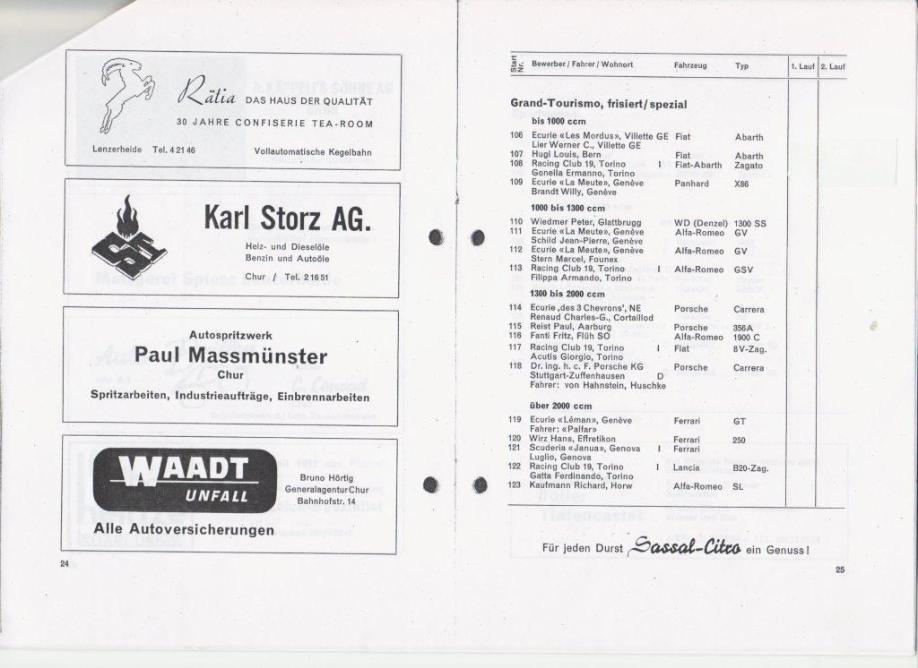 Rätia DAS HAUS DER QUALITÄT
30 JAHRE CONFISERIE TEA-ROOM
Lenzerheide Tel. 4 21 46 Vollautomatische Kegelbahn
Karl Storz AG.
Heiz- und Dieselöle
Benzin und Autoöle
Chur / Tel. 2 16 51
Autospritzwerk
Paul Massmünster
Chur
Spritzarbeiten, Industrieaufträge, Einbrennarbeiten
WAADT
UNFALL
Bruno Hörtig
Generalagentur Chur
Bahnhofstr. 14
Alle Autoversicherungen
24
Start Nr. Bewerber / Fahrer / Wohnort Fahrzeug Typ 1. Lauf 2. Lauf
Grand-Tourismo, frisiert/spezial
bis 1000 ccm
106 Ecurie «Les Mordus», Villette GE Fiat Abarth
Lier Werner C., Villette GE
107 Hugi Louis, Bern Fiat Abarth
108 Racing Club 19, Torino I Fiat-Abarth Zagato
Gonella Ermanno, Torino
109 Ecurie «La Meute», Genève Panhard X86
Brandt Willy, Genève
1000 bis 1300 ccm
110 Wiedmer Peter, Glattbrugg WD (Denzel) 1300 SS
111 Ecurie «La Meute», Genève Alfa-Romeo GV
Schild Jean-Pierre, Genève
112 Ecurie «La Meute», Genève Alfa-Romeo GV
Stern Marcel, Founex
113 Racing Club 19, Torino I Alfa-Romeo GSV
Filippa Armando, Torino
1300 bis 2000 ccm
114 Ecurie ‚des 3 Chevrons', NE Porsche Carrera
Renaud Charles-G., Cortaillod
115 Reist Paul, Aarburg Porsche 356A
116 Fanti Fritz, Flüh SO Alfa-Romeo 1900 C
117 Racing Club 19, Torino I Fiat 8V-Zag.
Acutis Giorgio, Torino
118 Dr. ing. h. c. F. Porsche KG Porsche Carrera
Stuttgart-Zuffenhausen D
Fahrer: von Hahnstein, Huschke
über 2000 ccm
119 Ecurie «Léman», Genève Ferrari GT
Fahrer: «Palfar»
120 Wirz Hans, Effretikon Ferrari 250
121 Scuderia «Janua», Genova I Ferrari
Luglio, Genova
122 Racing Club 19, Torino I Lancia B20-Zag.
Gatta Ferdinando, Torino
123 Kaufmann Richard, Horw Alfa-Romeo SL
Für jeden Durst Sassal-Citro ein Genuss!
25